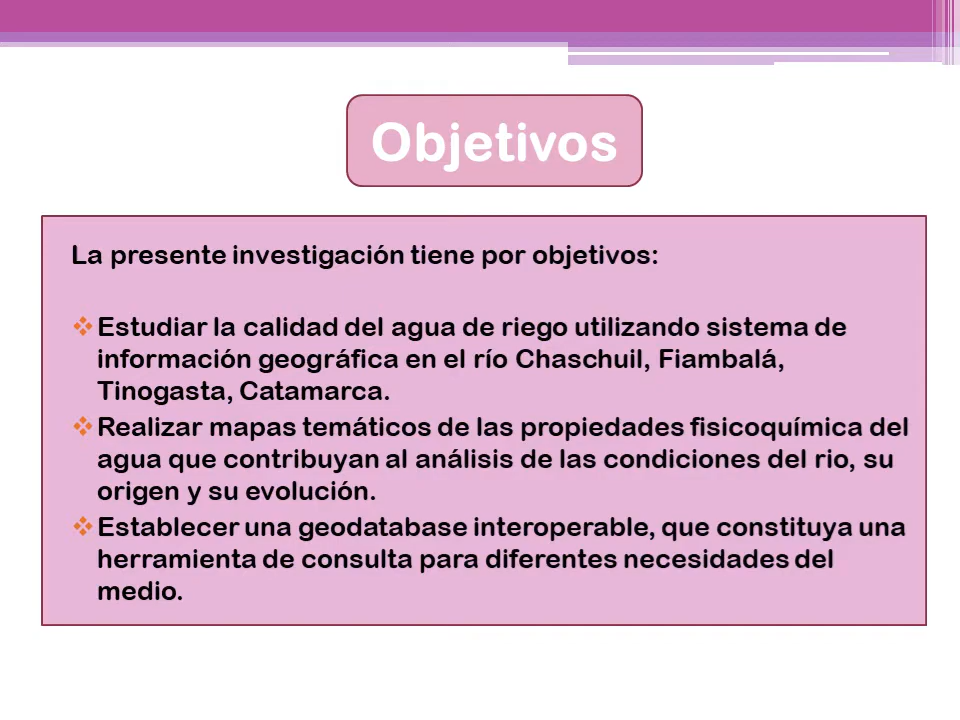 Objetivos
La presente investigación tiene por objetivos:
❖Estudiar la calidad del agua de riego utilizando sistema de
información geográfica en el río Chaschuil, Fiambalá,
Tinogasta, Catamarca.
❖Realizar mapas temáticos de las propiedades fisicoquímica del
agua que contribuyan al análisis de las condiciones del rio, su
origen y su evolución.
❖Establecer una geodatabase interoperable, que constituya una
herramienta de consulta para diferentes necesidades del
medio.